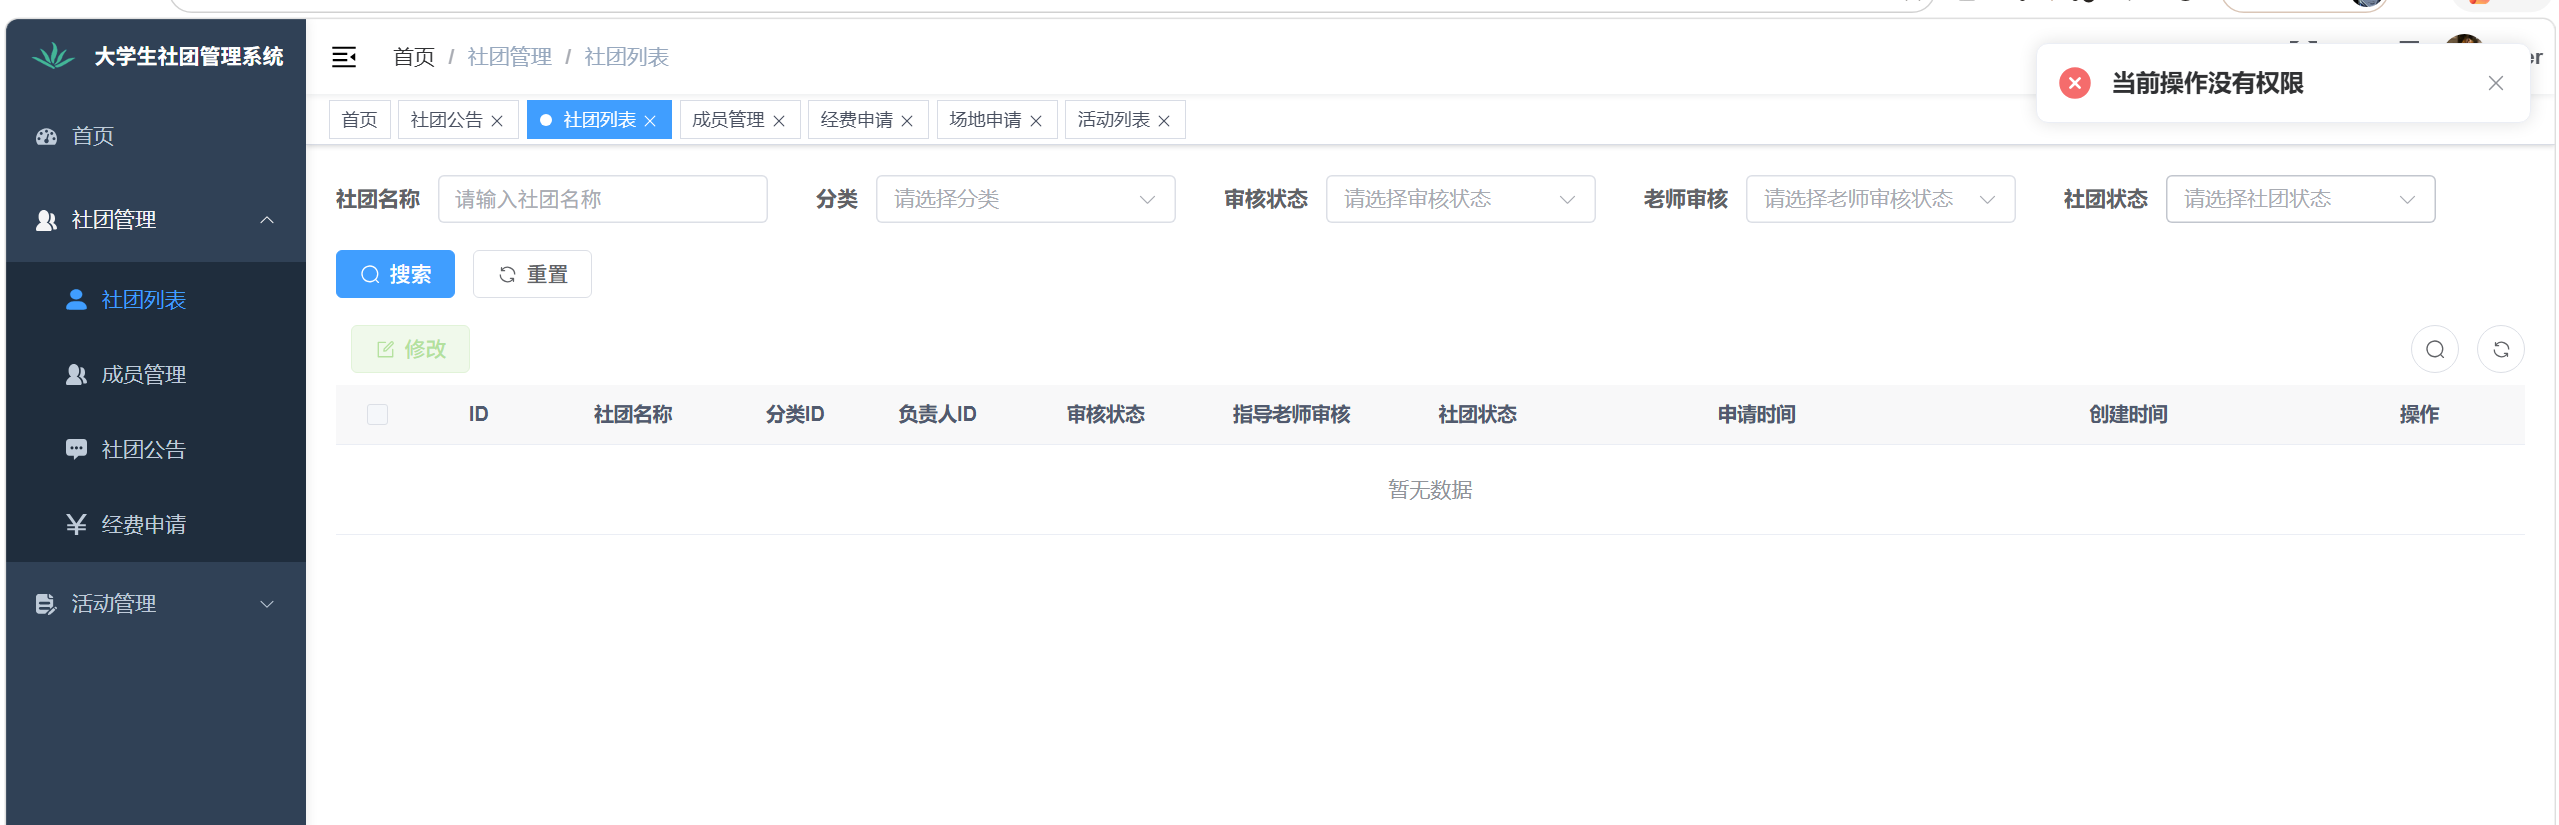 大学生社团管理系统
首页 / 社团管理 / 社团列表
当前操作没有权限
首页
社团公告
社团列表
成员管理
经费申请
场地申请
活动列表
首页
社团管理
社团列表
成员管理
社团公告
经费申请
活动管理
社团名称 请输入社团名称
分类 请选择分类
审核状态 请选择审核状态
老师审核 请选择老师审核状态
社团状态 请选择社团状态
搜索 重置
修改
ID 社团名称 分类ID 负责人ID 审核状态 指导老师审核 社团状态 申请时间 创建时间 操作
暂无数据